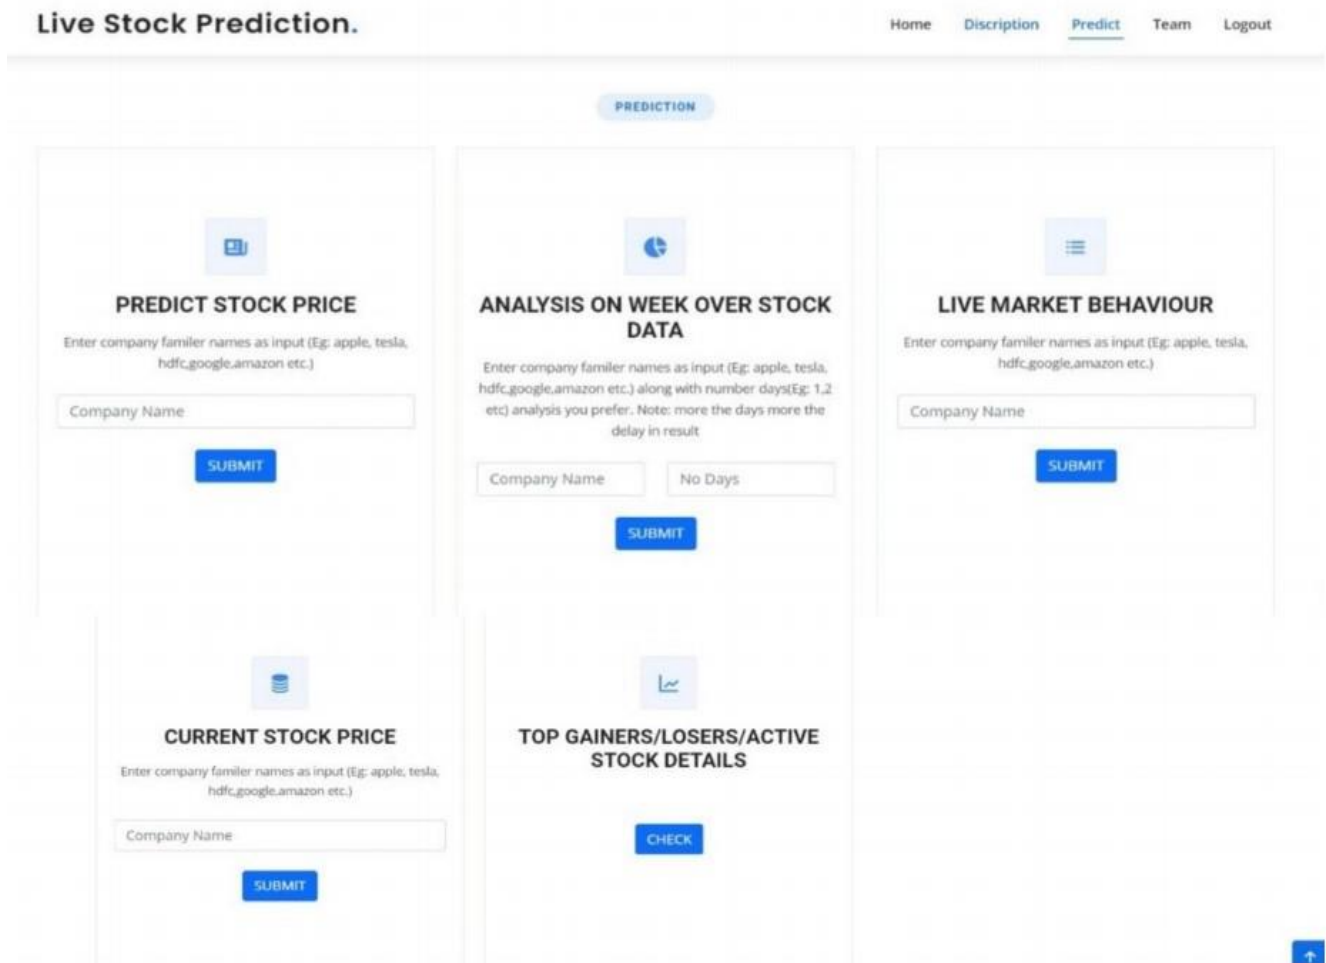 Live Stock Prediction.
Home Discription Predict Team Logout
PREDICTION
PREDICT STOCK PRICE
Enter company familer names as input (Eg: apple, tesla,
hdfc,google,amazon etc.)
Company Name
SUBMIT
ANALYSIS ON WEEK OVER STOCK
DATA
Enter company familer names as input (Eg: apple, tesla,
hdfc,google,amazon etc.) along with number days(Eg: 1,2
etc) analysis you prefer. Note: more the days more the
delay in result
Company Name No Days
SUBMIT
LIVE MARKET BEHAVIOUR
Enter company familer names as input (Eg: apple, tesla,
hdfc,google,amazon etc.)
Company Name
SUBMIT
CURRENT STOCK PRICE
Enter company familer names as input (Eg: apple, tesla,
hdfc,google,amazon etc.)
Company Name
SUBMIT
TOP GAINERS/LOSERS/ACTIVE
STOCK DETAILS
CHECK